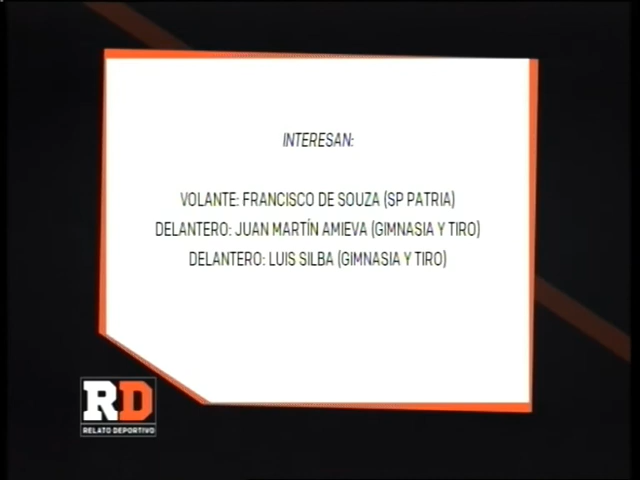 INTERESAN:
VOLANTE: FRANCISCO DE SOUZA (SP PATRIA)
DELANTERO: JUAN MARTÍN AMIEVA (GIMNASIA Y TIRO)
DELANTERO: LUIS SILBA (GIMNASIA Y TIRO)
RD
RELATO DEPORTIVO